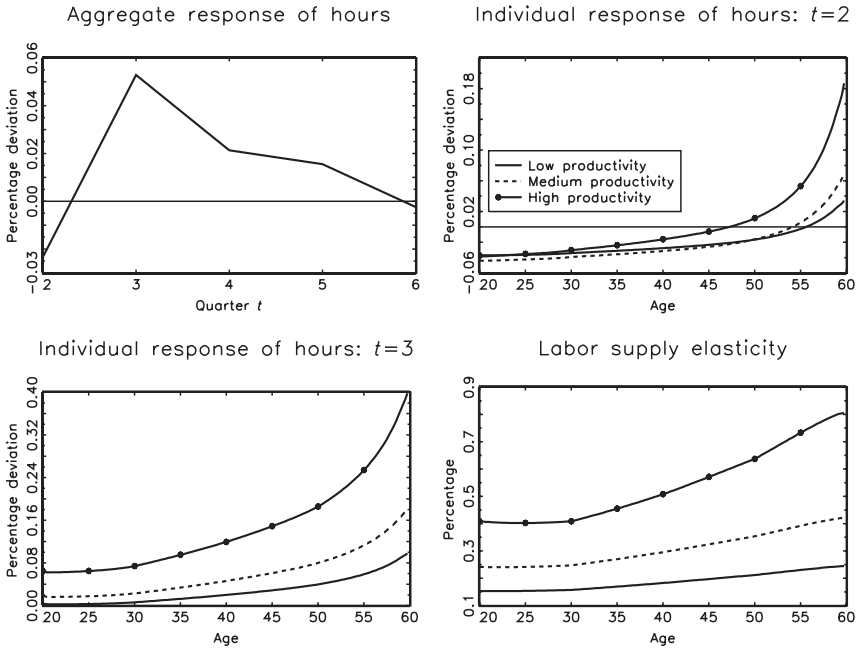 Aggregate response of hours
Percentage deviation
0.06
0.04
0.02
0.00
−0.03
2 3 4 5 6
Quarter t
Individual response of hours: t=2
Percentage deviation
0.18
0.10
0.02
−0.06
Low productivity
Medium productivity
High productivity
20 25 30 35 40 45 50 55 60
Age
Individual response of hours: t=3
Percentage deviation
0.40
0.32
0.24
0.16
0.08
0.00
20 25 30 35 40 45 50 55 60
Age
Labor supply elasticity
Percentage
0.9
0.7
0.5
0.3
0.1
20 25 30 35 40 45 50 55 60
Age